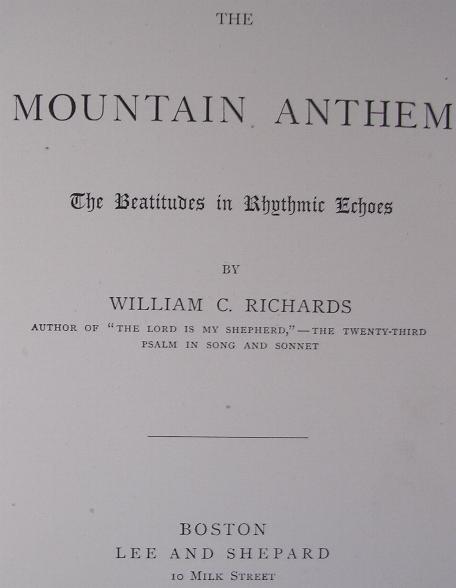 THE
MOUNTAIN ANTHEM
The Beatitudes in Rhythmic Echoes
BY
WILLIAM C. RICHARDS
AUTHOR OF "THE LORD IS MY SHEPHERD,"—THE TWENTY-THIRD
PSALM IN SONG AND SONNET
BOSTON
LEE AND SHEPARD
10 MILK STREET